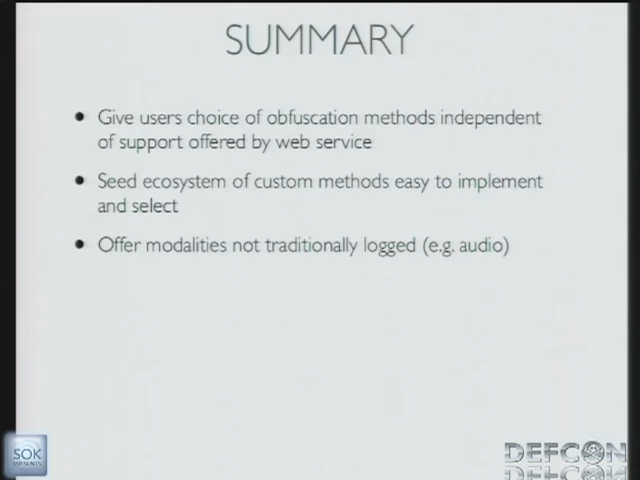 SUMMARY
Give users choice of obfuscation methods independent
of support offered by web service
Seed ecosystem of custom methods easy to implement
and select
Offer modalities not traditionally logged (e.g. audio)
SOK
PRESENTS
DEFCON